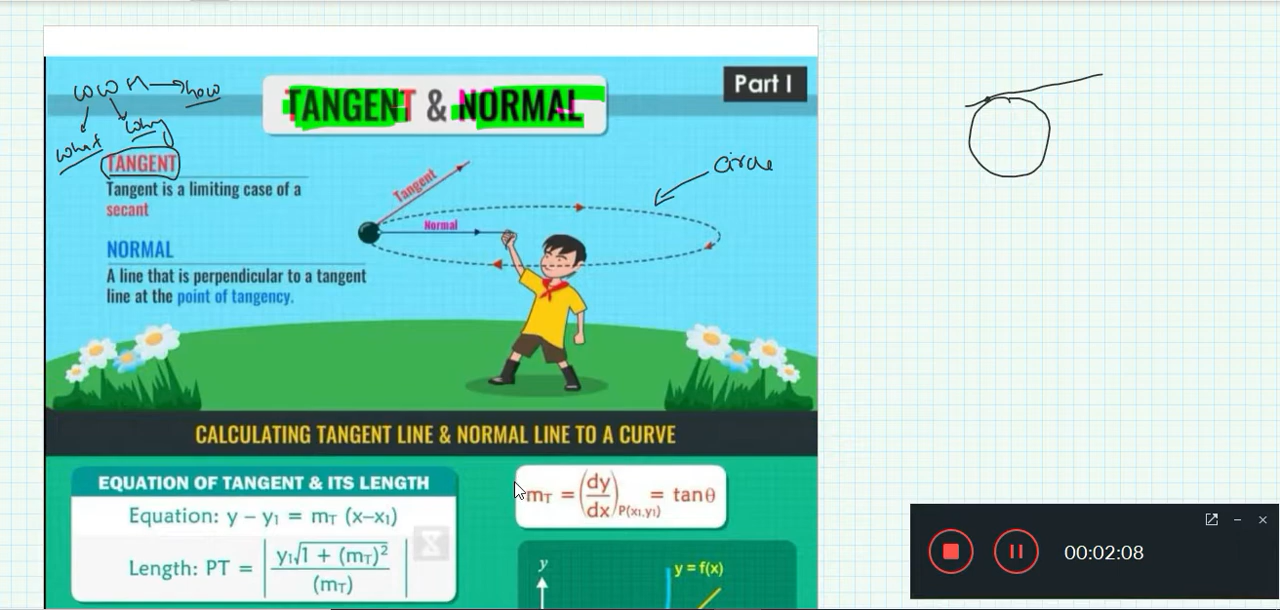 WWH → how
what
why
TANGENT & NORMAL
Part I
TANGENT
Tangent is a limiting case of a
secant
NORMAL
A line that is perpendicular to a tangent
line at the point of tangency.
Tangent
Normal
circle
CALCULATING TANGENT LINE & NORMAL LINE TO A CURVE
EQUATION OF TANGENT & ITS LENGTH
Equation: y – y₁ = mT (x–x₁)
Length: PT = | y₁√1 + (mT)² / (mT) |
mT = (dy/dx)P(x₁,y₁) = tanθ
y
y = f(x)
00:02:08